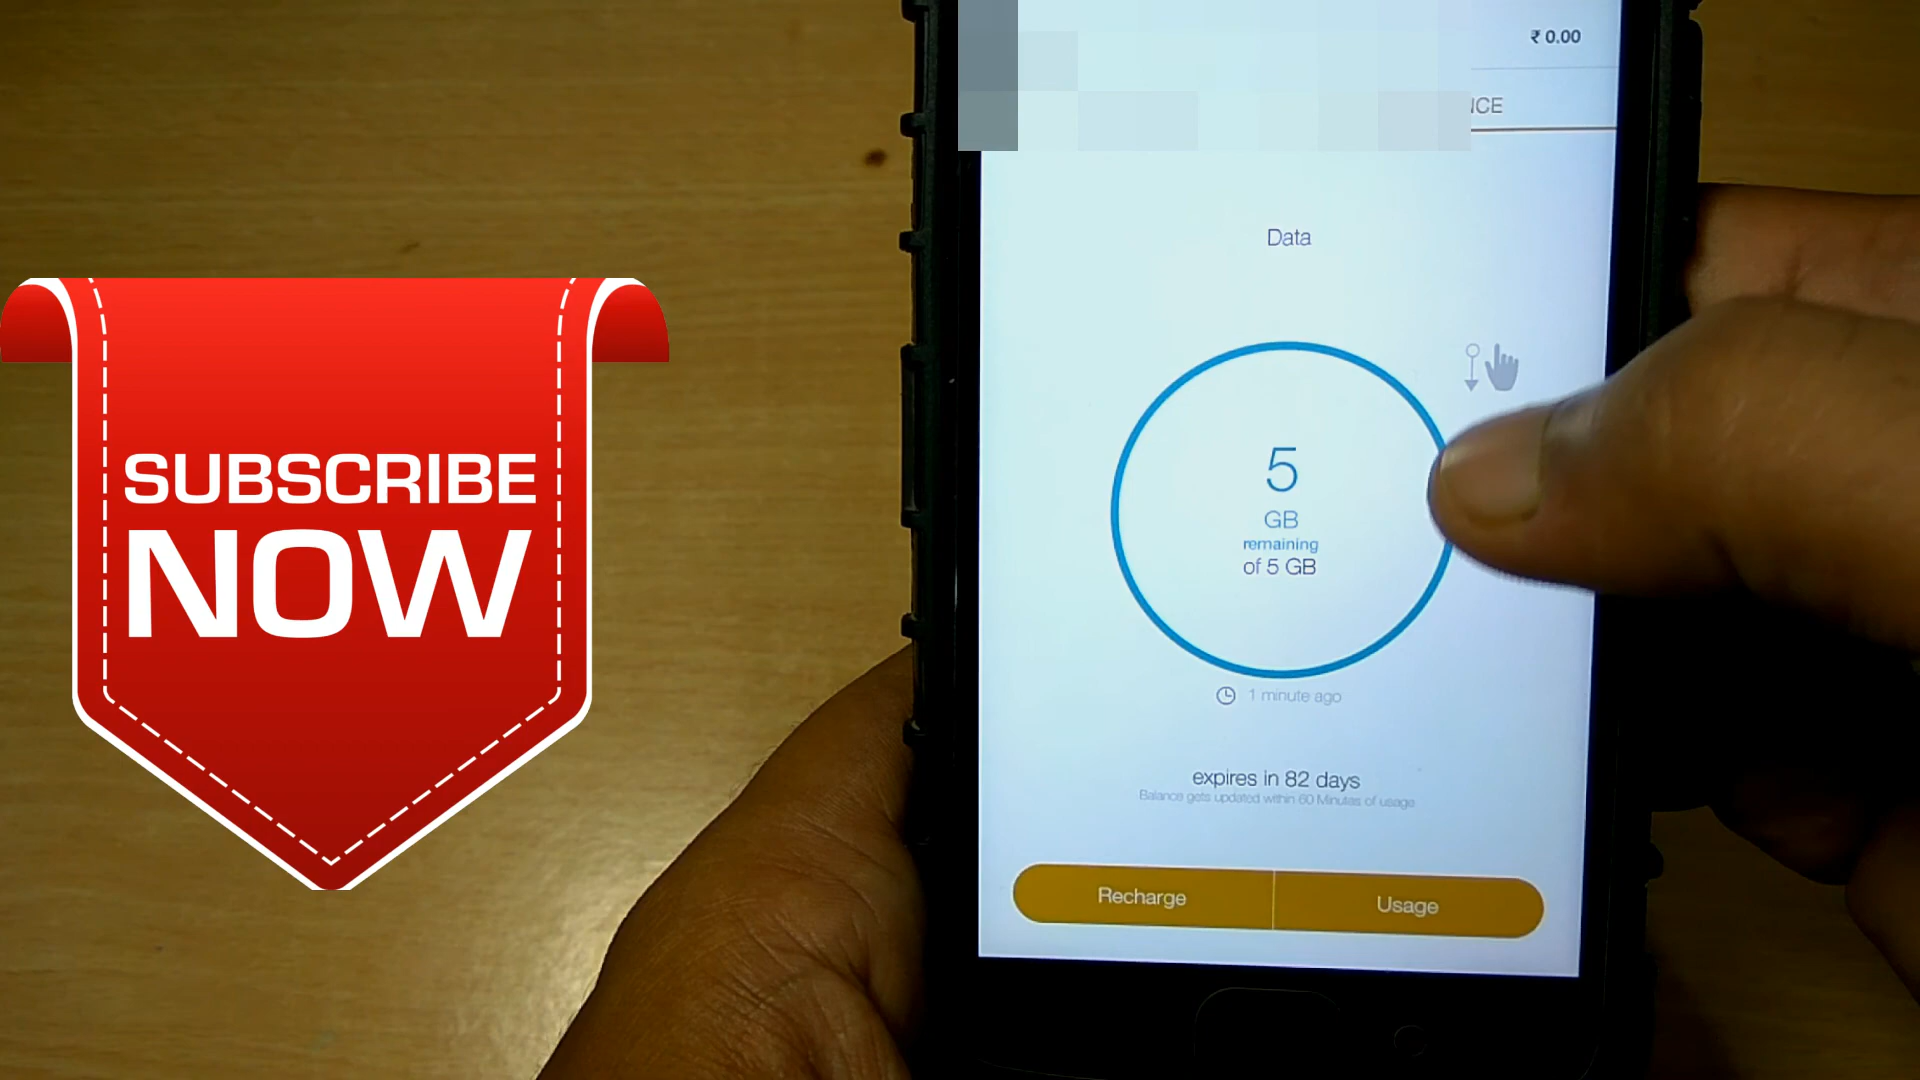 SUBSCRIBE
NOW
₹ 0.00
Data
5
GB
remaining
of 5 GB
1 minute ago
expires in 82 days
Balance gets updated within 60 Minutes of usage
Recharge
Usage